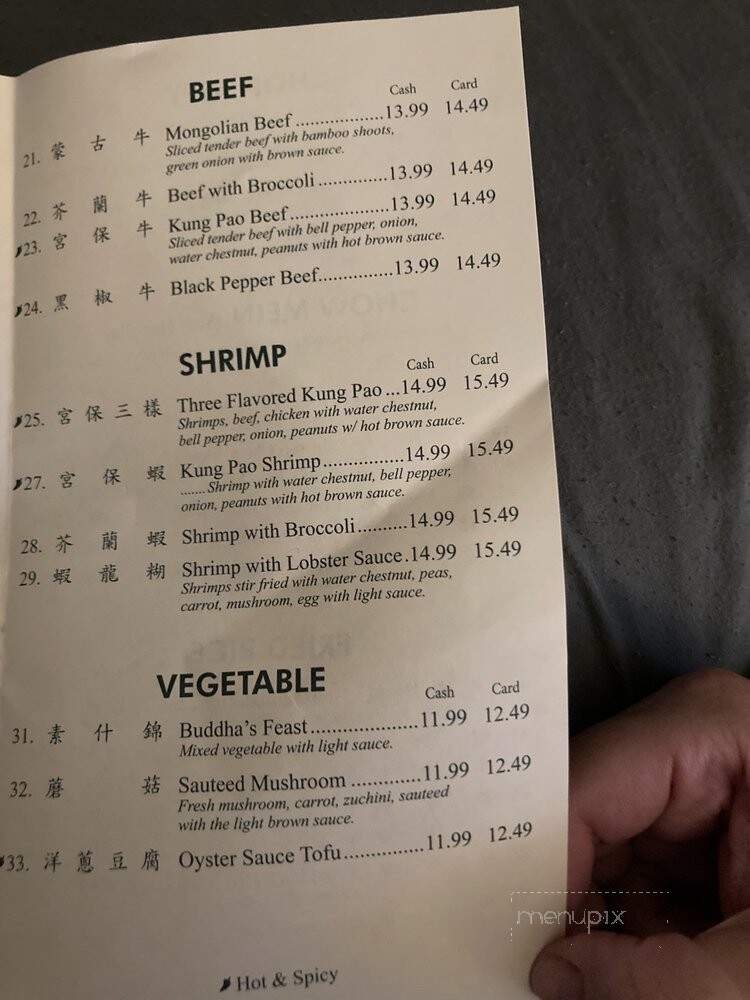 BEEF
Cash Card
21. 蒙古牛 Mongolian Beef ..................13.99 14.49
Sliced tender beef with bamboo shoots,
green onion with brown sauce.
22. 芥蘭牛 Beef with Broccoli ..............13.99 14.49
23. 宮保牛 Kung Pao Beef....................13.99 14.49
Sliced tender beef with bell pepper, onion,
water chestnut, peanuts with hot brown sauce.
24. 黑椒牛 Black Pepper Beef...............13.99 14.49
SHRIMP
Cash Card
25. 宮保三樣 Three Flavored Kung Pao ...14.99 15.49
Shrimps, beef, chicken with water chestnut,
bell pepper, onion, peanuts w/ hot brown sauce.
27. 宮保蝦 Kung Pao Shrimp................14.99 15.49
....... Shrimp with water chestnut, bell pepper,
onion, peanuts with hot brown sauce.
28. 芥蘭蝦 Shrimp with Broccoli..........14.99 15.49
29. 蝦龍糊 Shrimp with Lobster Sauce.14.99 15.49
Shrimps stir fried with water chestnut, peas,
carrot, mushroom, egg with light sauce.
VEGETABLE
Cash Card
31. 素什錦 Buddha's Feast......................11.99 12.49
Mixed vegetable with light sauce.
32. 蘑菇 Sauteed Mushroom ..............11.99 12.49
Fresh mushroom, carrot, zuchini, sauteed
with the light brown sauce.
33. 洋蔥豆腐 Oyster Sauce Tofu................11.99 12.49
Hot & Spicy
menupix